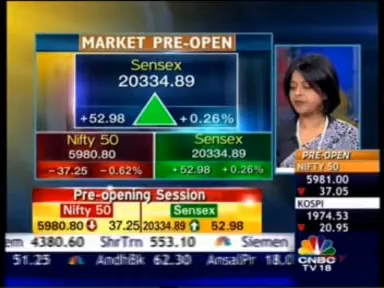 MARKET PRE-OPEN
Sensex
20334.89
+52.98 +0.26%
Nifty 50 Sensex
5980.80 20334.89
-37.25 -0.62% +52.98 +0.26%
Pre-opening Session
Nifty 50 Sensex
5980.80 37.25 20334.89 52.98
PRE-OPEN
NIFTY 50
5981.00
37.05
KOSPI
1974.53
20.95
em 4380.60 ShrTrn 553.10 Siemen
51.25 AndhBk 62.30 AnsalPr 18.0
CNBC
TV 18